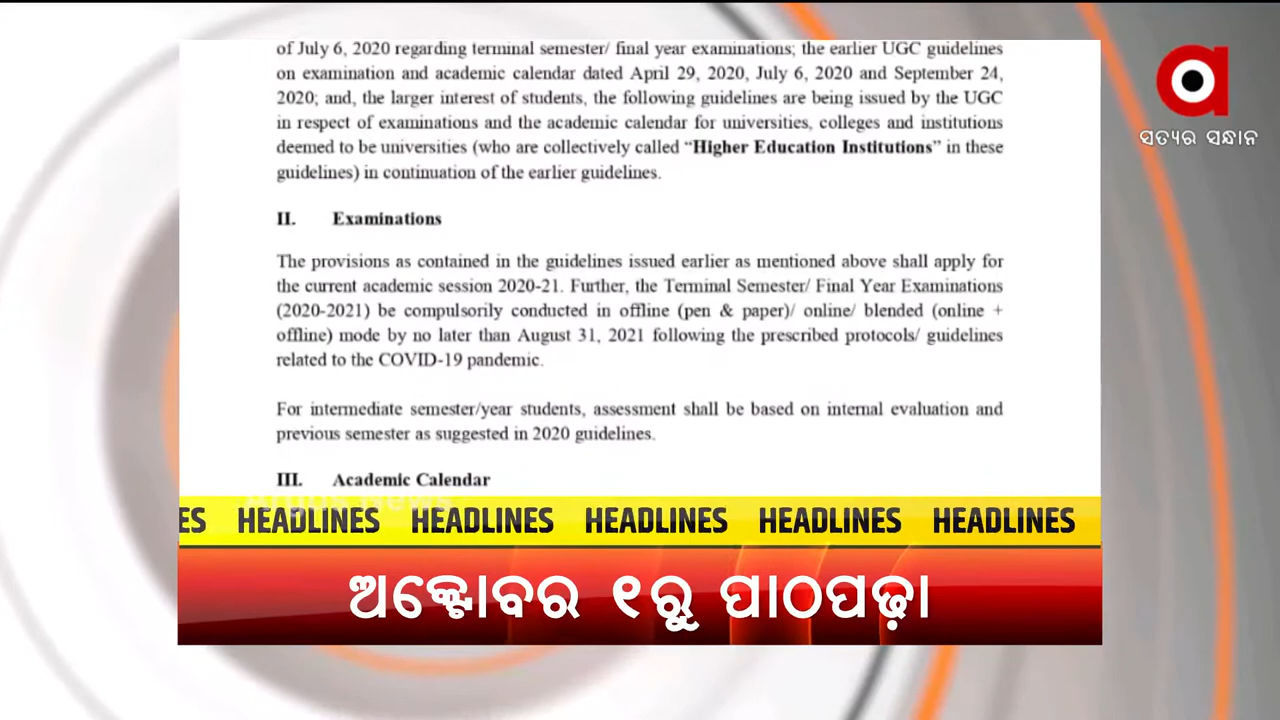 of July 6, 2020 regarding terminal semester/ final year examinations; the earlier UGC guidelines
on examination and academic calendar dated April 29, 2020, July 6, 2020 and September 24,
2020; and, the larger interest of students, the following guidelines are being issued by the UGC
in respect of examinations and the academic calendar for universities, colleges and institutions
deemed to be universities (who are collectively called “Higher Education Institutions” in these
guidelines) in continuation of the earlier guidelines.
II. Examinations
The provisions as contained in the guidelines issued earlier as mentioned above shall apply for
the current academic session 2020-21. Further, the Terminal Semester/ Final Year Examinations
(2020-2021) be compulsorily conducted in offline (pen & paper)/ online/ blended (online +
offline) mode by no later than August 31, 2021 following the prescribed protocols/ guidelines
related to the COVID-19 pandemic.
For intermediate semester/year students, assessment shall be based on internal evaluation and
previous semester as suggested in 2020 guidelines.
III. Academic Calendar
Argus News
ES HEADLINES HEADLINES HEADLINES HEADLINES HEADLINES
ଅକ୍ଟୋବର ୧ରୁ ପାଠପଢ଼ା
ସତ୍ୟର ସନ୍ଧାନ